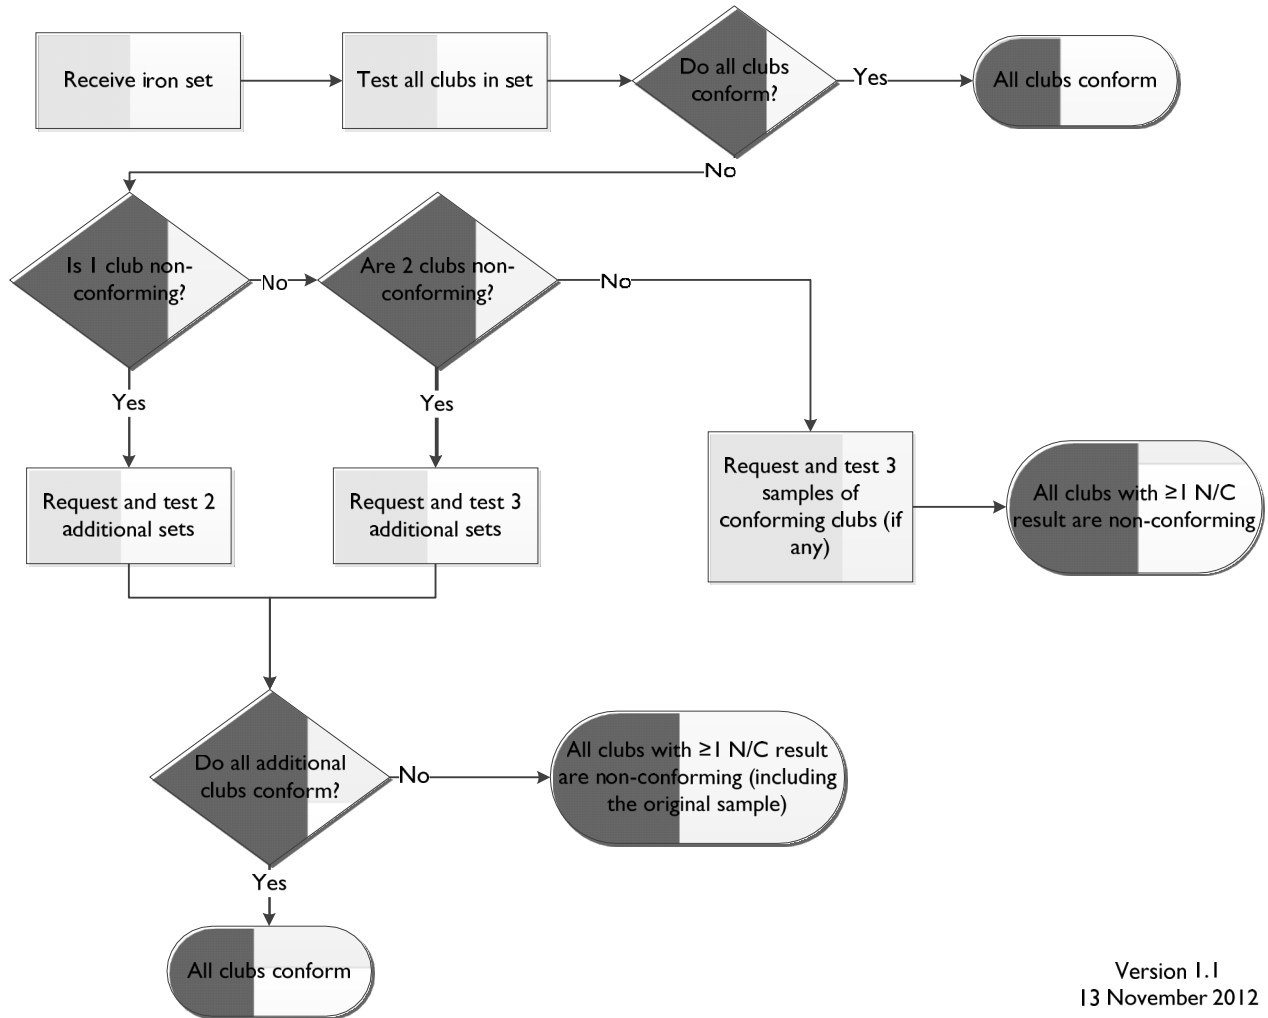 Receive iron set
Test all clubs in set
Do all clubs
conform?
Yes
All clubs conform
No
Is 1 club non-
conforming?
No
Are 2 clubs non-
conforming?
No
Yes
Yes
Request and test 2
additional sets
Request and test 3
additional sets
Request and test 3
samples of
conforming clubs (if
any)
All clubs with ≥1 N/C
result are non-conforming
Do all additional
clubs conform?
No
All clubs with ≥1 N/C result
are non-conforming (including
the original sample)
Yes
All clubs conform
Version 1.1
13 November 2012